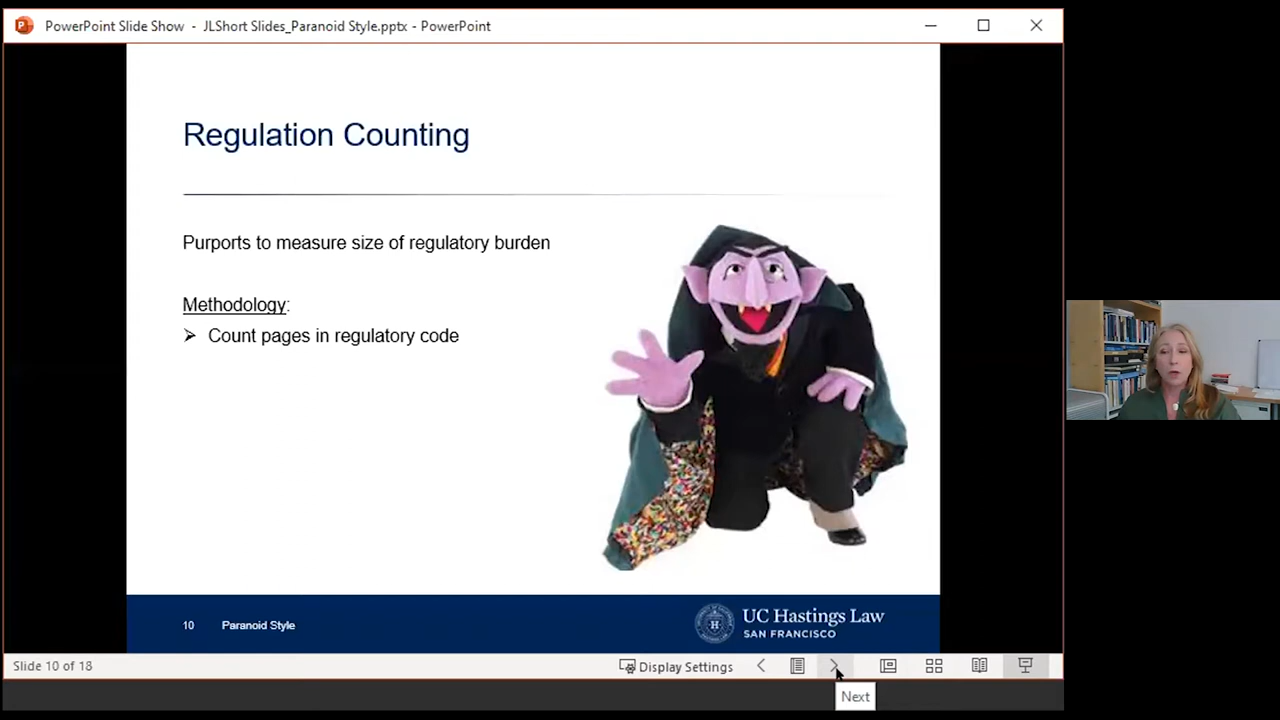 PowerPoint Slide Show - JLShort Slides_Paranoid Style.pptx - PowerPoint
Regulation Counting
Purports to measure size of regulatory burden
Methodology:
➢ Count pages in regulatory code
10 Paranoid Style
UC Hastings Law
SAN FRANCISCO
Slide 10 of 18
Display Settings
Next